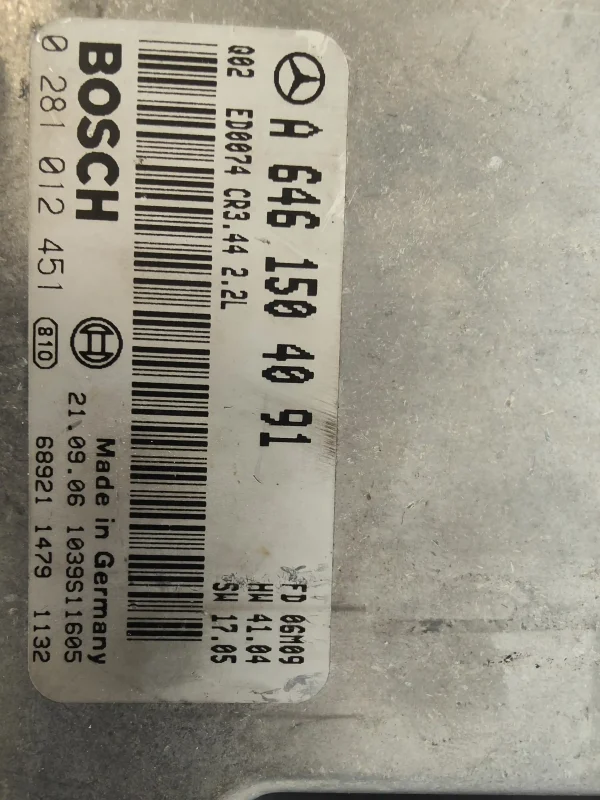 A 646 150 40 91
Q02 ED0074 CR3.44 2.2L
FD 06M09
HW 41.04
SW 17.05
BOSCH
Made in Germany
0 281 012 451
810
21.09.06 1039S11605
68921 1479 1132